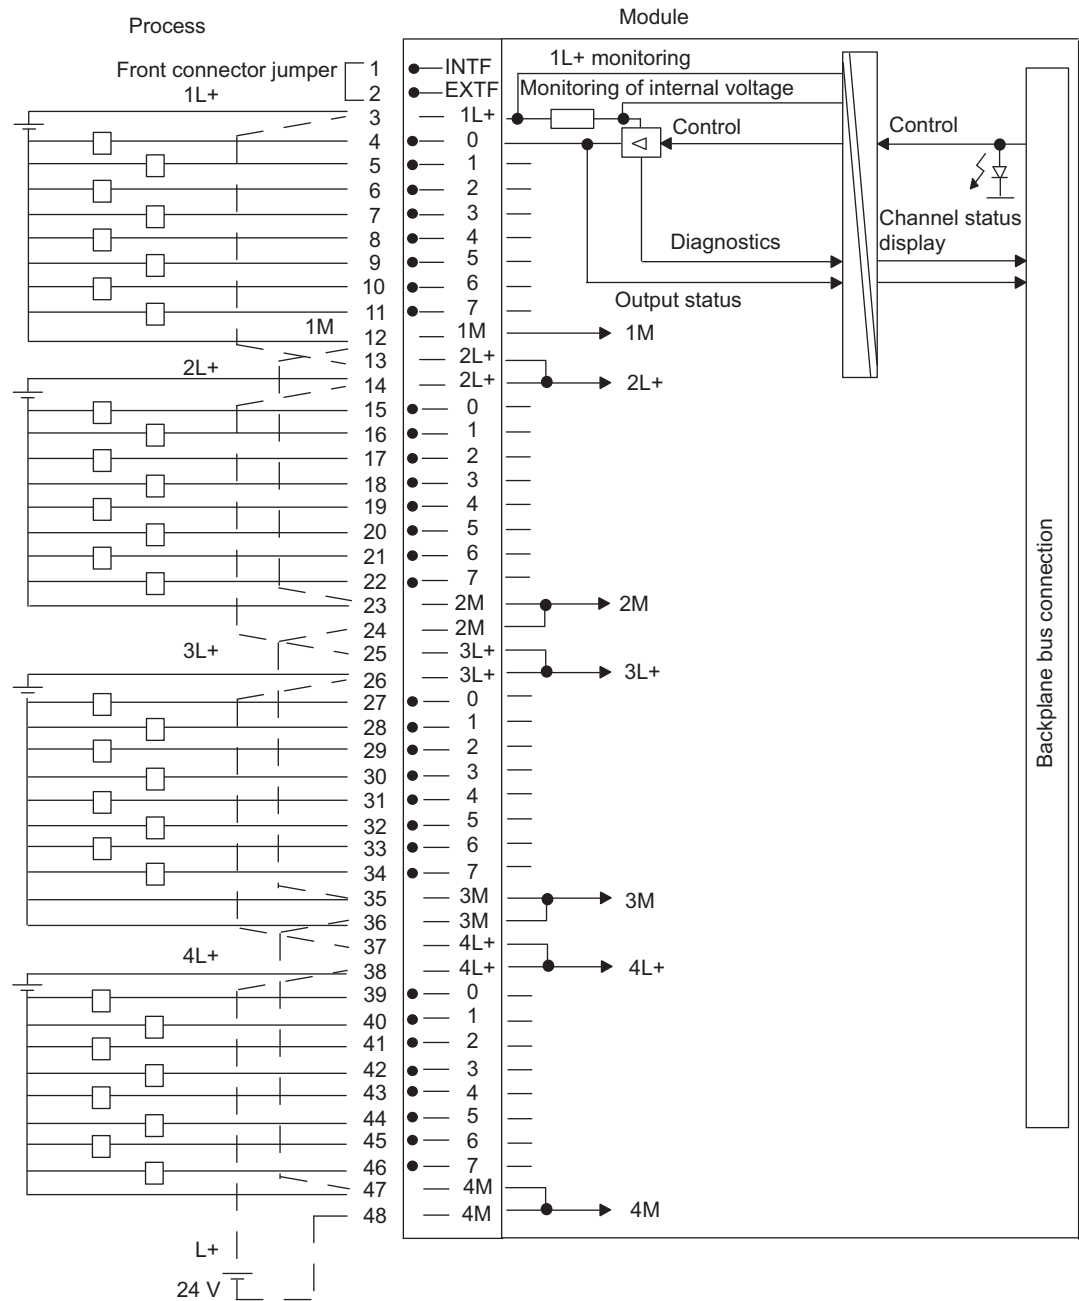 Process
Module
Front connector jumper
1 INTF
1L+ monitoring
2 EXTF
Monitoring of internal voltage
1L+
3 1L+
Control
Control
4 0
5 1
6 2
7 3
Channel status
display
8 4
Diagnostics
9 5
10 6
Output status
11 7
1M
12 1M 1M
13 2L+
2L+
14 2L+ 2L+
15 0
16 1
17 2
18 3
19 4
20 5
21 6
22 7
23 2M 2M
24 2M
3L+
25 3L+
26 3L+ 3L+
27 0
28 1
29 2
30 3
31 4
32 5
33 6
34 7
35 3M 3M
36 3M
37 4L+
4L+
38 4L+ 4L+
39 0
40 1
41 2
42 3
43 4
44 5
45 6
46 7
47 4M
48 4M 4M
L+
24 V
Backplane bus connection